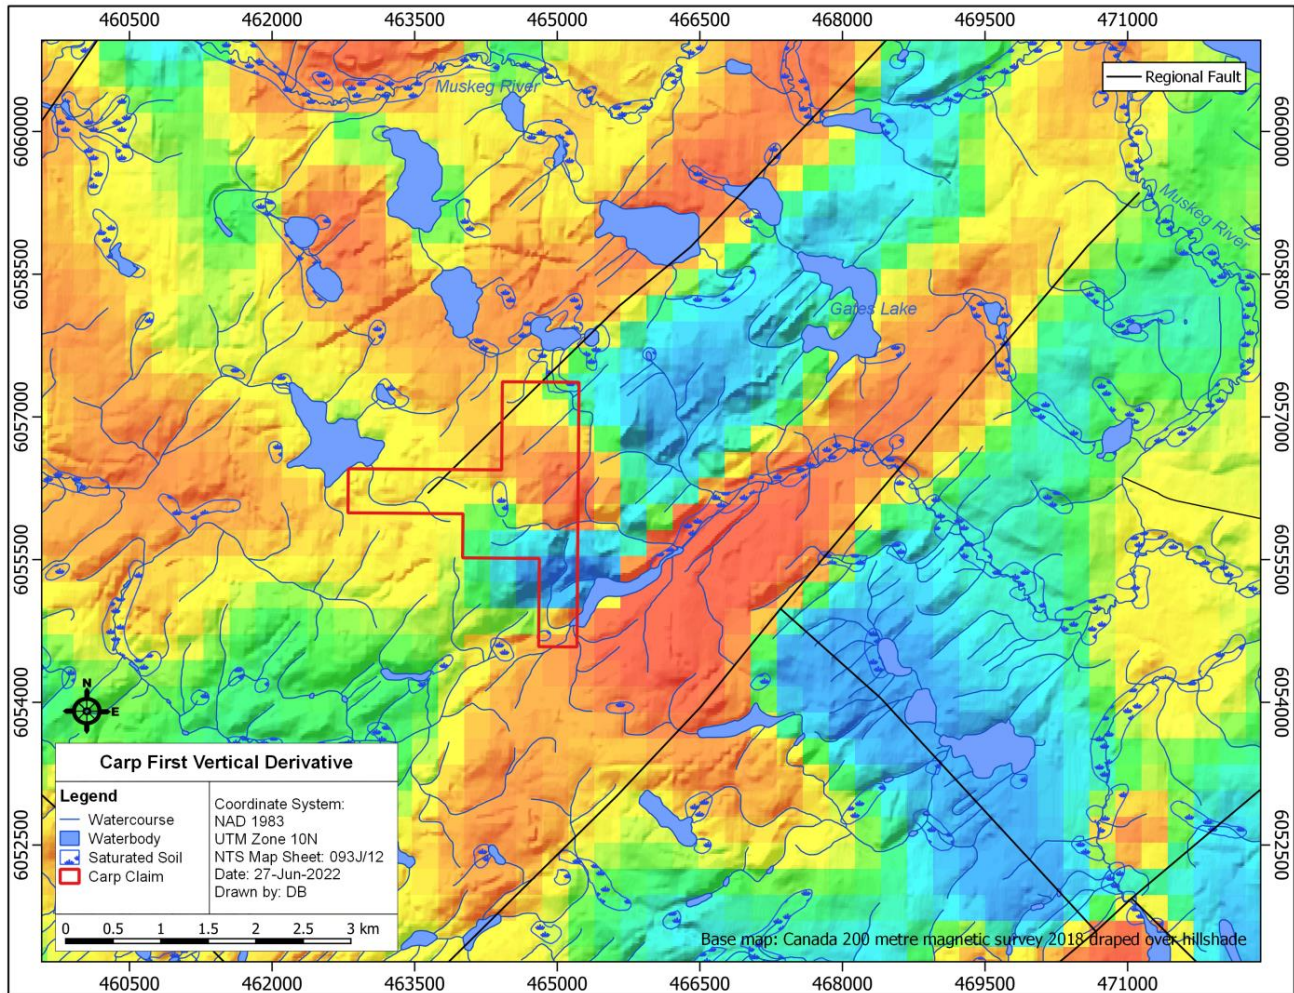 460500 462000 463500 465000 466500 468000 469500 471000
Regional Fault
Muskeg River
Muskeg River
Gates Lake
6060000 6060000
6058500 6058500
6057000 6057000
6055500 6055500
6054000 6054000
6052500 6052500
N
E
Carp First Vertical Derivative
Legend
Watercourse
Waterbody
Saturated Soil
Carp Claim
Coordinate System:
NAD 1983
UTM Zone 10N
NTS Map Sheet: 093J/12
Date: 27-Jun-2022
Drawn by: DB
0 0.5 1 1.5 2 2.5 3 km
Base map: Canada 200 metre magnetic survey 2018 draped over hillshade
460500 462000 463500 465000 466500 468000 469500 471000